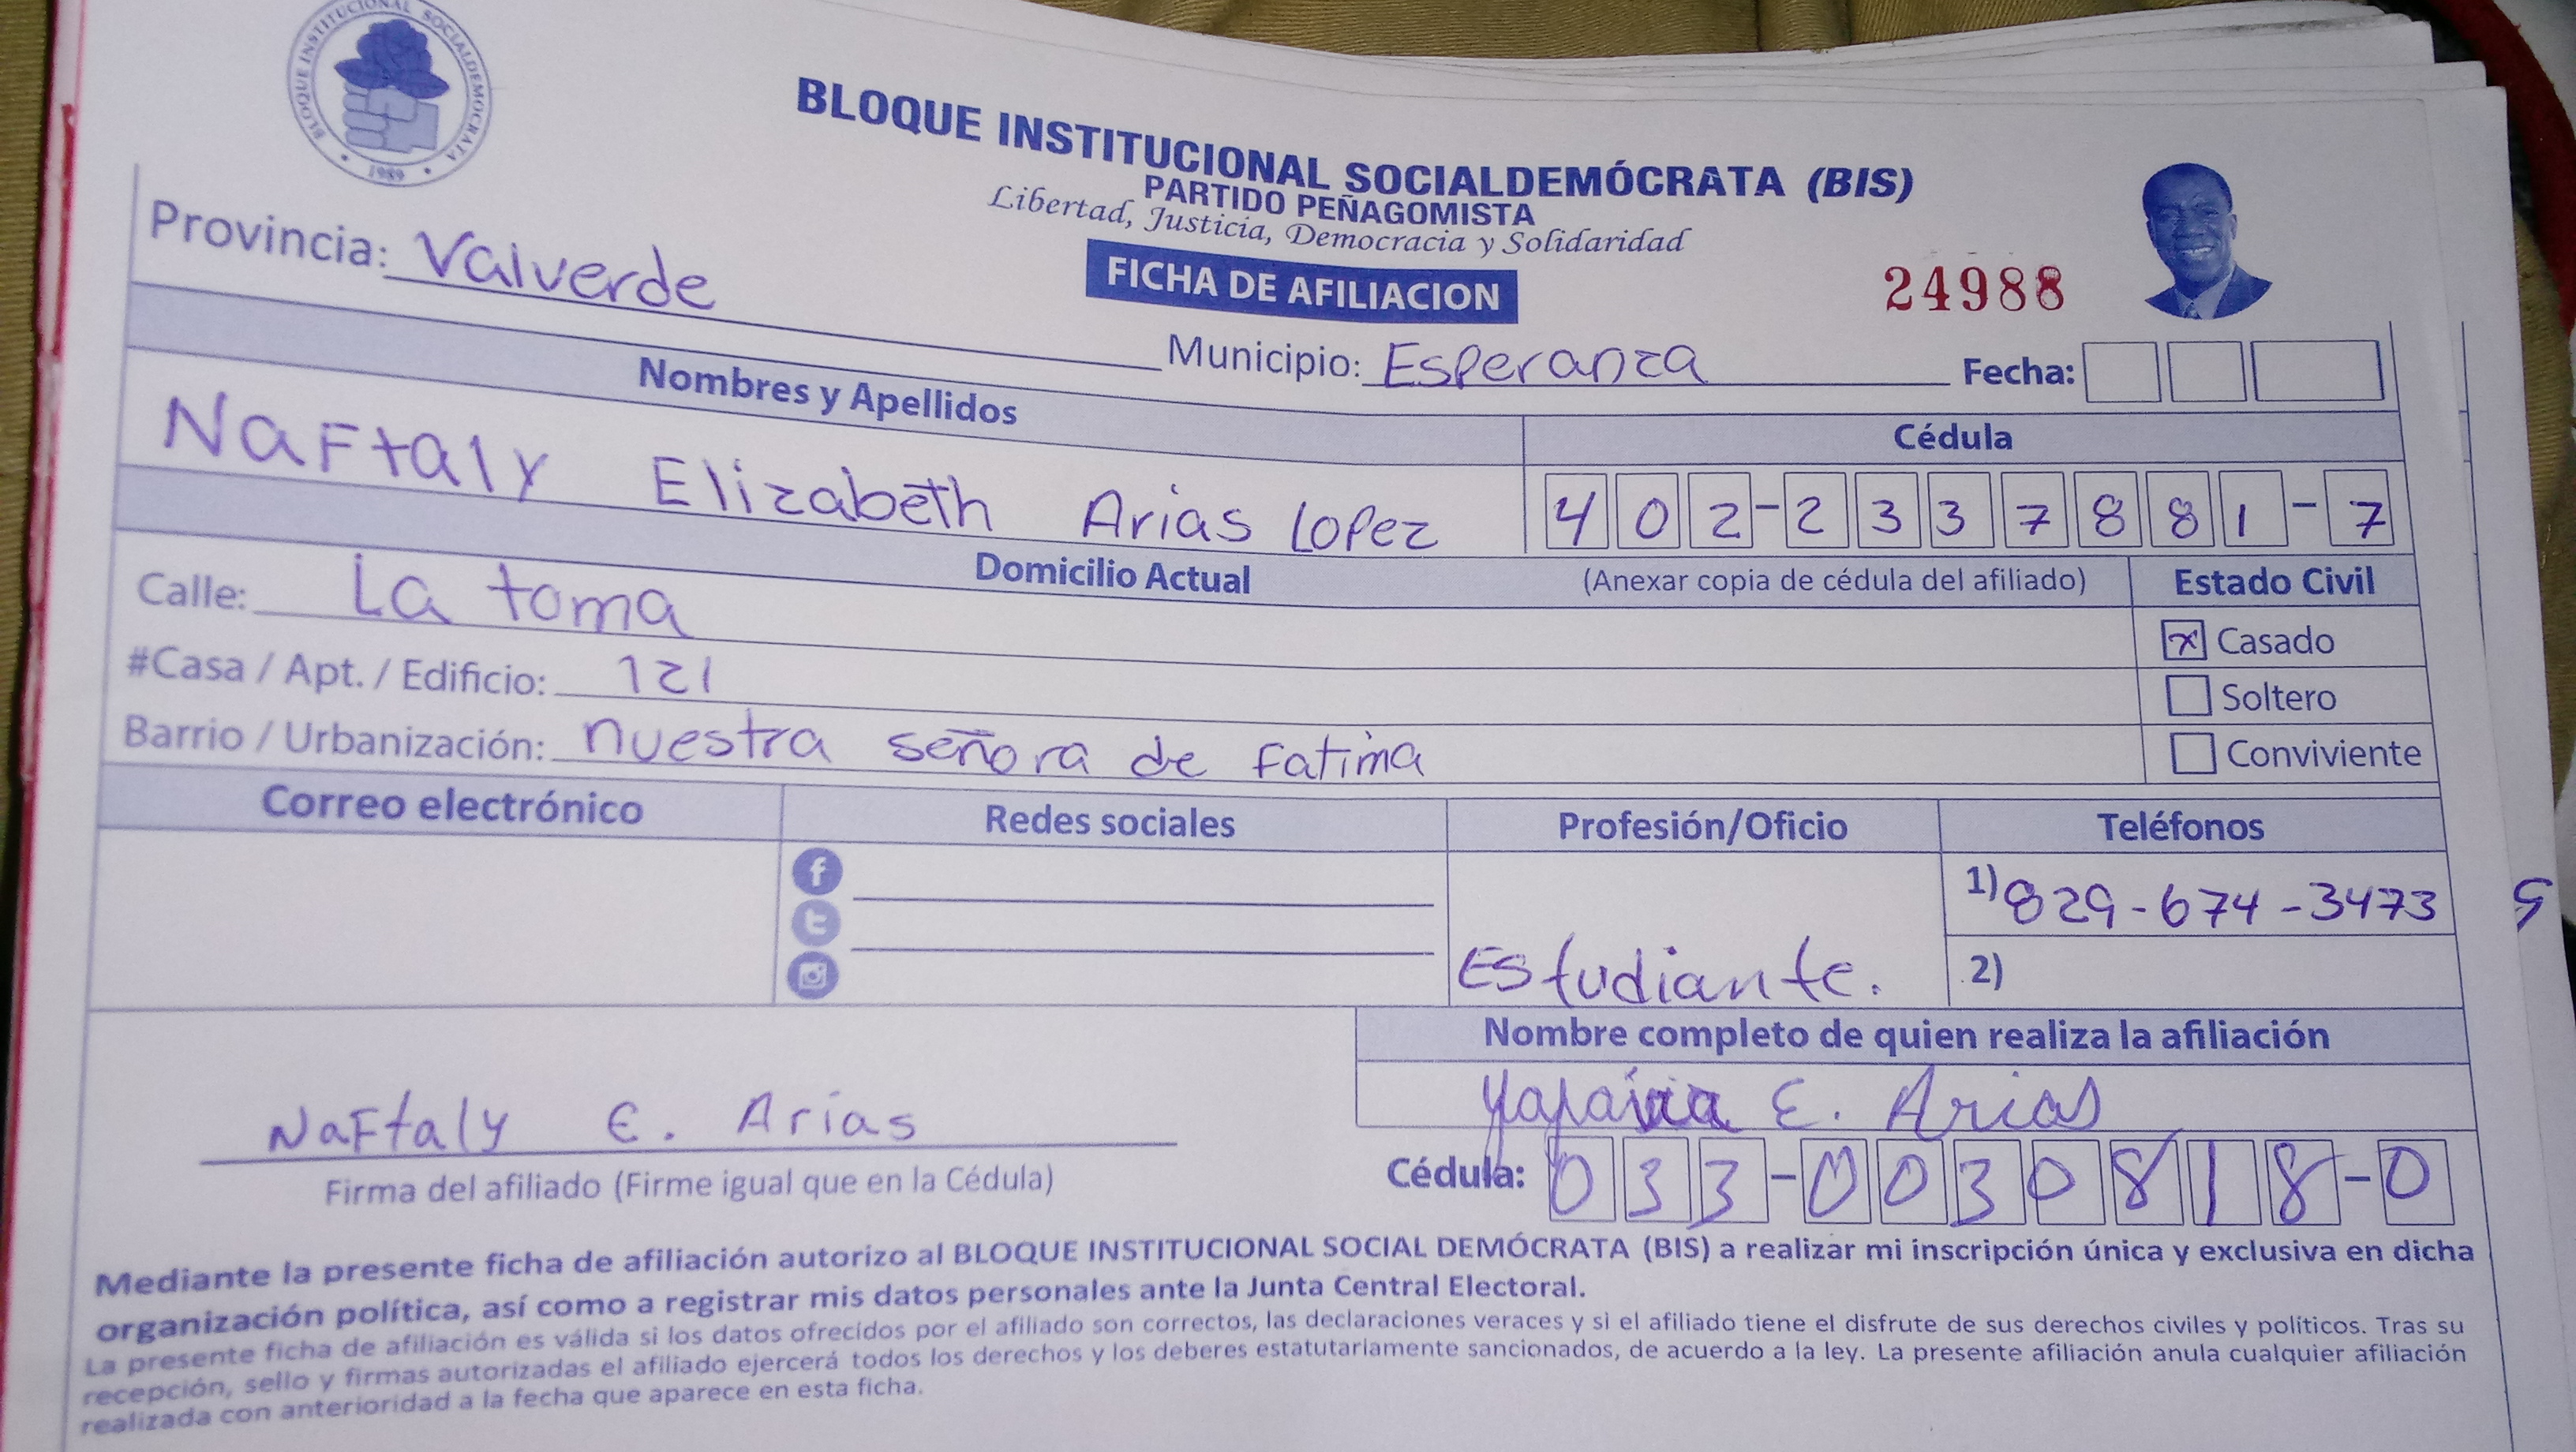 BLOQUE INSTITUCIONAL SOCIALDEMOCRATA
1989
BLOQUE INSTITUCIONAL SOCIALDEMÓCRATA (BIS)
PARTIDO PEÑAGOMISTA
Libertad, Justicia, Democracia y Solidaridad
FICHA DE AFILIACION
24988
Provincia: Valverde
Municipio: Esperanza
Fecha:
Nombres y Apellidos
Cédula
NaFtaly Elizabeth Arias Lopez
402-2337881-7
Domicilio Actual
(Anexar copia de cédula del afiliado)
Estado Civil
Calle: La toma
x Casado
#Casa / Apt. / Edificio: 121
Soltero
Barrio / Urbanización: nuestra señora de Fatima
Conviviente
Correo electrónico
Redes sociales
Profesión/Oficio
Teléfonos
Estudiante.
1) 829-674-3473
2)
Nombre completo de quien realiza la afiliación
E. Arias
NaFtaly E. Arias
Firma del afiliado (Firme igual que en la Cédula)
Cédula: 033-0030818-0
Mediante la presente ficha de afiliación autorizo al BLOQUE INSTITUCIONAL SOCIAL DEMÓCRATA (BIS) a realizar mi inscripción única y exclusiva en dicha
organización política, así como a registrar mis datos personales ante la Junta Central Electoral.
La presente ficha de afiliación es válida si los datos ofrecidos por el afiliado son correctos, las declaraciones veraces y si el afiliado tiene el disfrute de sus derechos civiles y políticos. Tras su
recepción, sello y firmas autorizadas el afiliado ejercerá todos los derechos y los deberes estatutariamente sancionados, de acuerdo a la ley. La presente afiliación anula cualquier afiliación
realizada con anterioridad a la fecha que aparece en esta ficha.